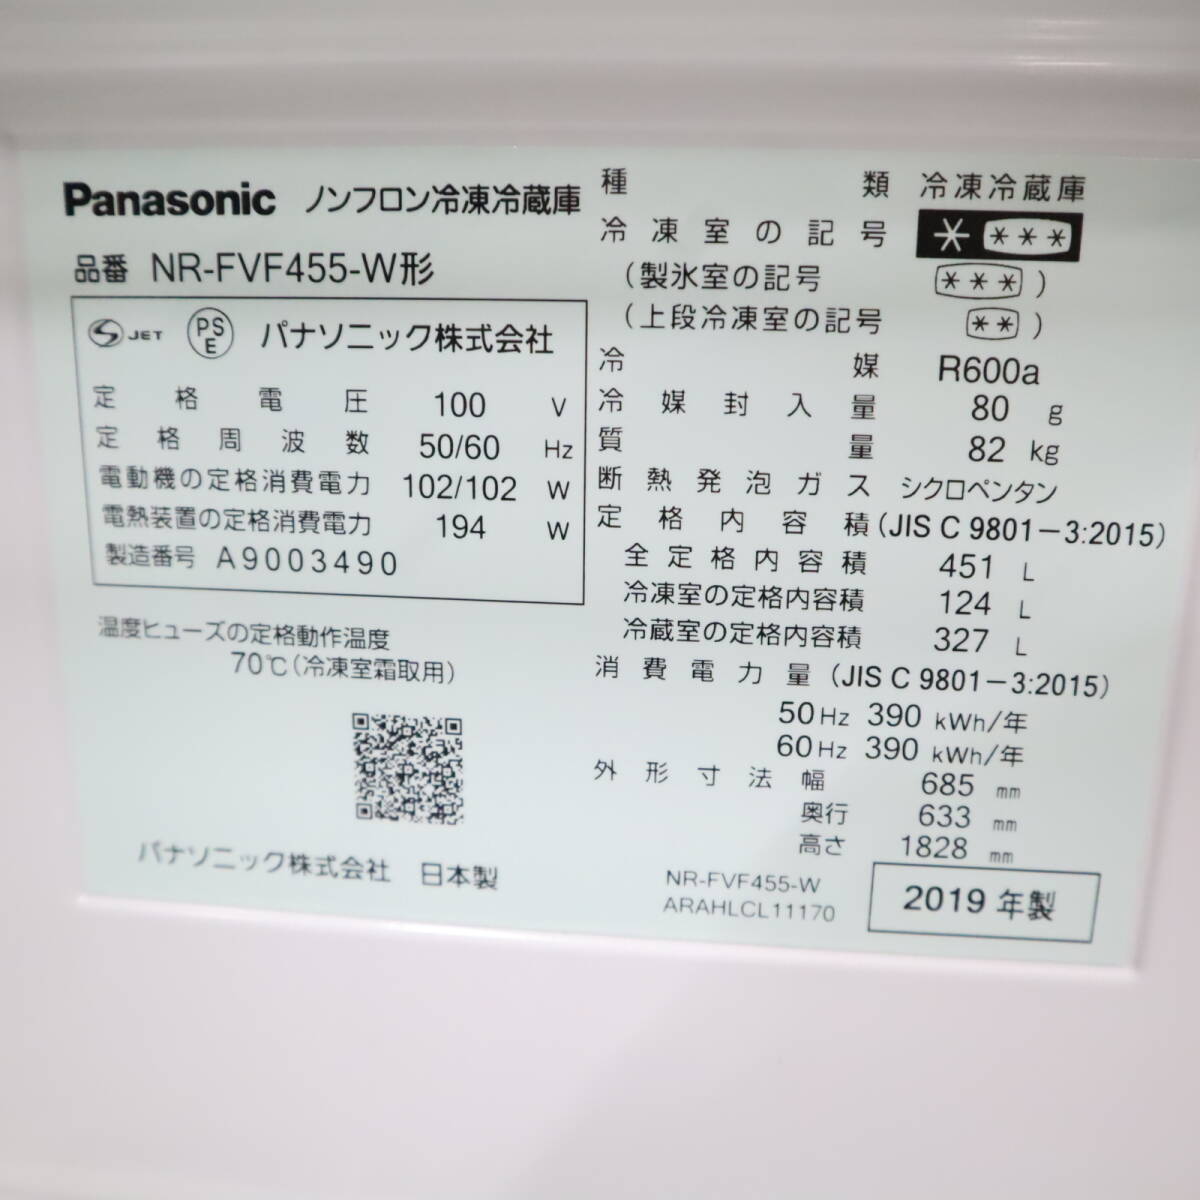 Panasonic ノンフロン冷凍冷蔵庫
品番 NR-FVF455-W形
JET PSE パナソニック株式会社
定格電圧 100 V
定格周波数 50/60 Hz
電動機の定格消費電力 102/102 W
電熱装置の定格消費電力 194 W
製造番号 A9003490
温度ヒューズの定格動作温度
70℃(冷凍室霜取用)
パナソニック株式会社 日本製
種類 冷凍冷蔵庫
冷凍室の記号 * ***
(製氷室の記号 ***)
(上段冷凍室の記号 **)
冷媒 R600a
冷媒封入量 80 g
質量 82 kg
断熱発泡ガス シクロペンタン
定格内容積(JIS C 9801-3:2015)
全定格内容積 451 L
冷凍室の定格内容積 124 L
冷蔵室の定格内容積 327 L
消費電力量(JIS C 9801-3:2015)
50Hz 390 kWh/年
60Hz 390 kWh/年
外形寸法幅 685 mm
奥行 633 mm
高さ 1828 mm
NR-FVF455-W
ARAHLCL11170
2019年製